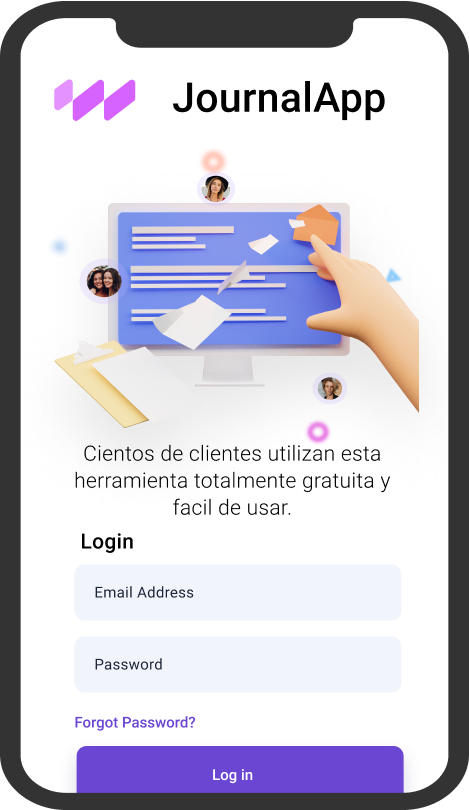 JournalApp
Cientos de clientes utilizan esta
herramienta totalmente gratuita y
facil de usar.
Login
Email Address
Password
Forgot Password?
Log in